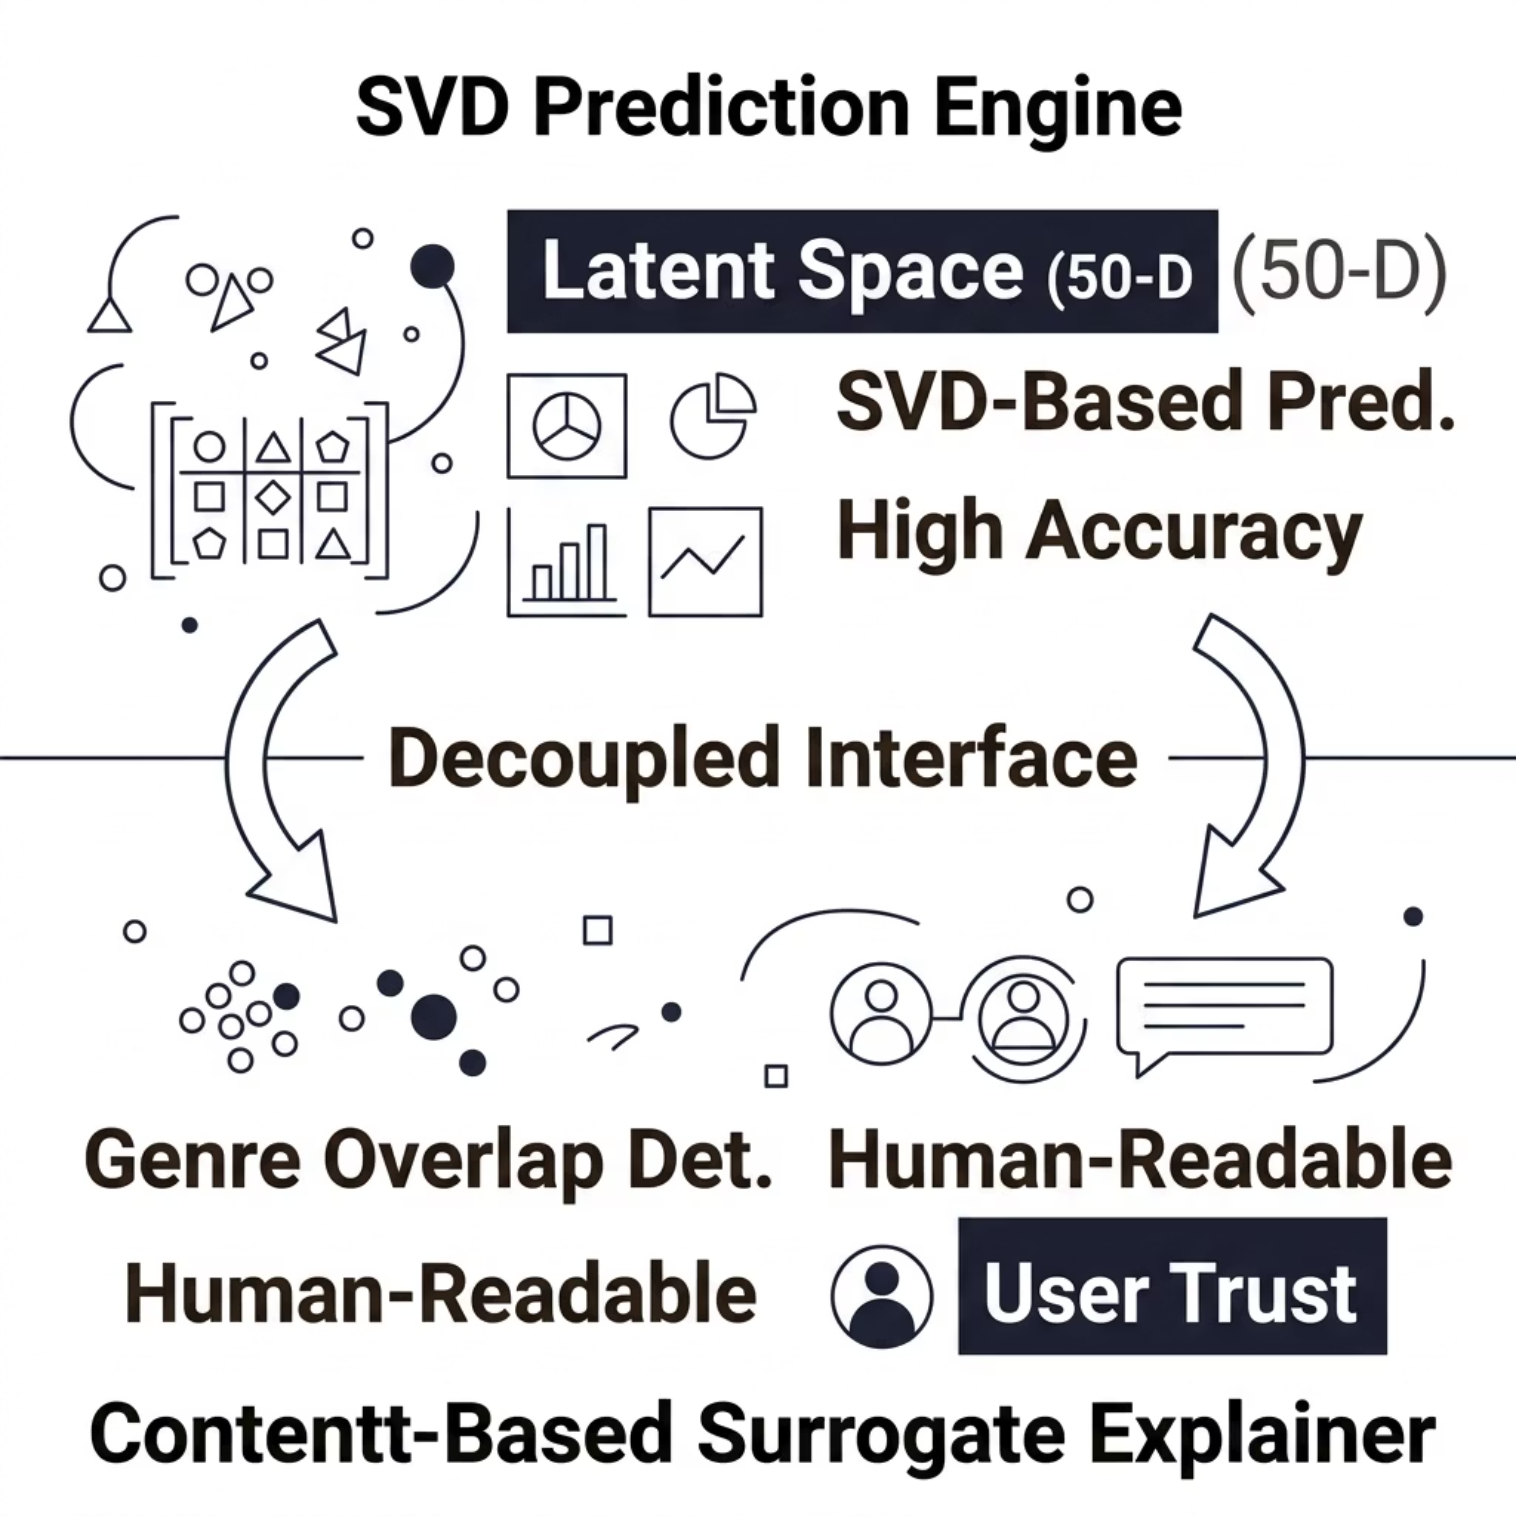 SVD Prediction Engine
Latent Space (50-D (50-D)
SVD-Based Pred.
High Accuracy
Decoupled Interface
Genre Overlap Det.
Human-Readable
Human-Readable
User Trust
Contentt-Based Surrogate Explainer